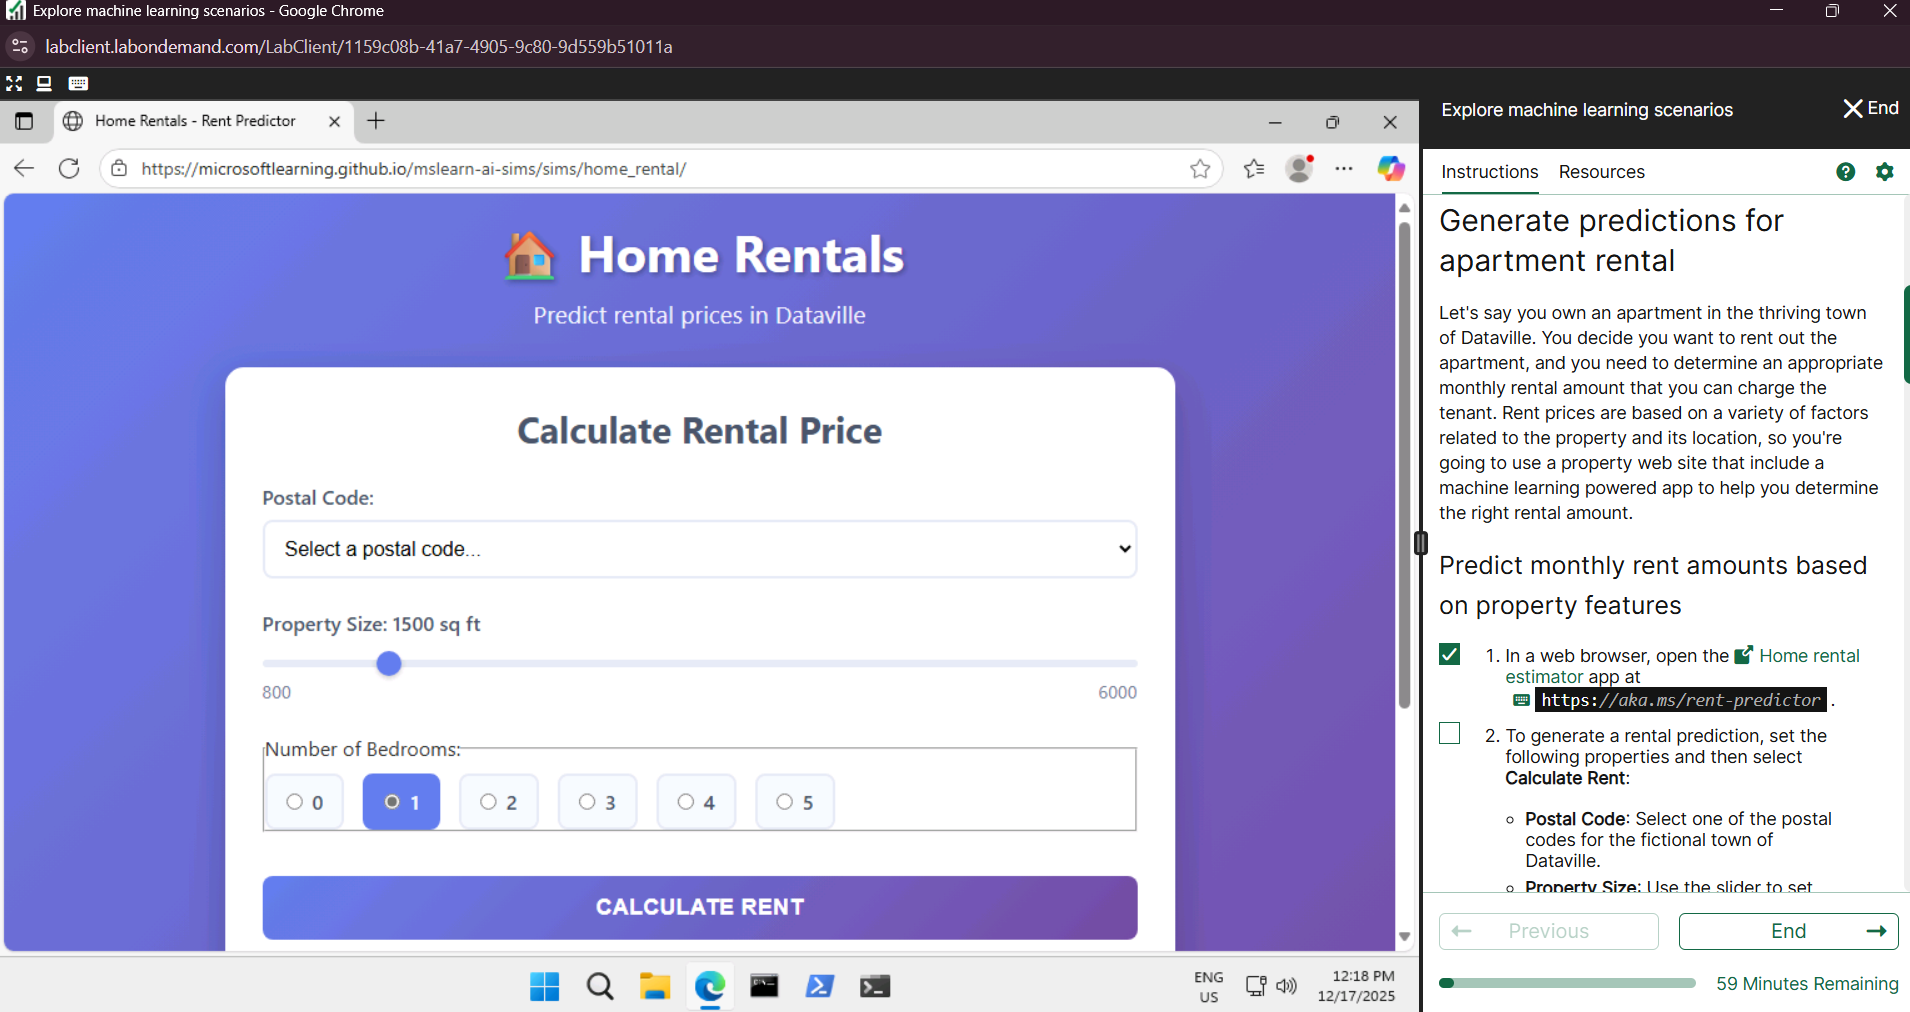 Explore machine learning scenarios - Google Chrome
labclient.labondemand.com/LabClient/1159c08b-41a7-4905-9c80-9d559b51011a
Home Rentals - Rent Predictor
https://microsoftlearning.github.io/mslearn-ai-sims/sims/home_rental/
Home Rentals
Predict rental prices in Dataville
Calculate Rental Price
Postal Code:
Select a postal code...
Property Size: 1500 sq ft
800
6000
Number of Bedrooms:
0
1
2
3
4
5
CALCULATE RENT
ENG
US
12:18 PM
12/17/2025
Explore machine learning scenarios
End
Instructions
Resources
Generate predictions for
apartment rental
Let's say you own an apartment in the thriving town
of Dataville. You decide you want to rent out the
apartment, and you need to determine an appropriate
monthly rental amount that you can charge the
tenant. Rent prices are based on a variety of factors
related to the property and its location, so you're
going to use a property web site that include a
machine learning powered app to help you determine
the right rental amount.
Predict monthly rent amounts based
on property features
1. In a web browser, open the Home rental
estimator app at
https://aka.ms/rent-predictor .
2. To generate a rental prediction, set the
following properties and then select
Calculate Rent:
Postal Code: Select one of the postal
codes for the fictional town of
Dataville.
Property Size: Use the slider to set
Previous
End
59 Minutes Remaining